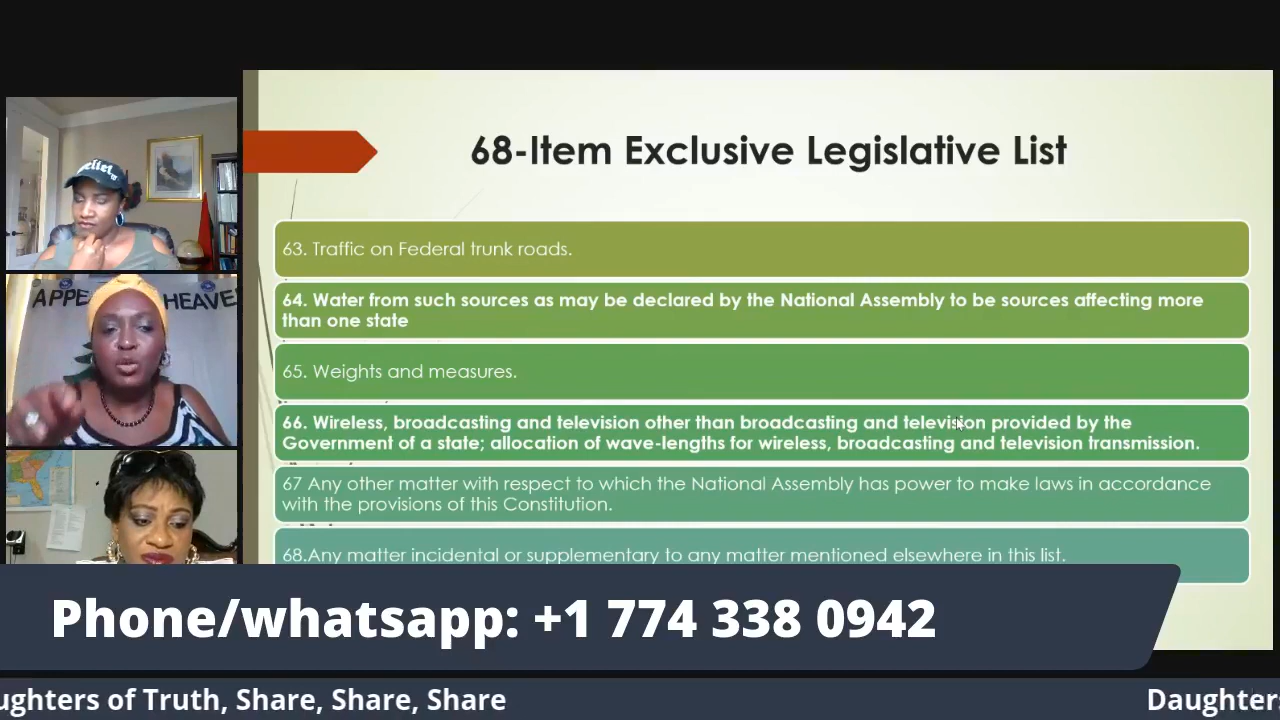 68-Item Exclusive Legislative List
63. Traffic on Federal trunk roads.
64. Water from such sources as may be declared by the National Assembly to be sources affecting more
than one state
65. Weights and measures.
66. Wireless, broadcasting and television other than broadcasting and television provided by the
Government of a state; allocation of wave-lengths for wireless, broadcasting and television transmission.
67 Any other matter with respect to which the National Assembly has power to make laws in accordance
with the provisions of this Constitution.
68.Any matter incidental or supplementary to any matter mentioned elsewhere in this list.
APPE HEAVE
Phone/whatsapp: +1 774 338 0942
ughters of Truth, Share, Share, Share
Daughter